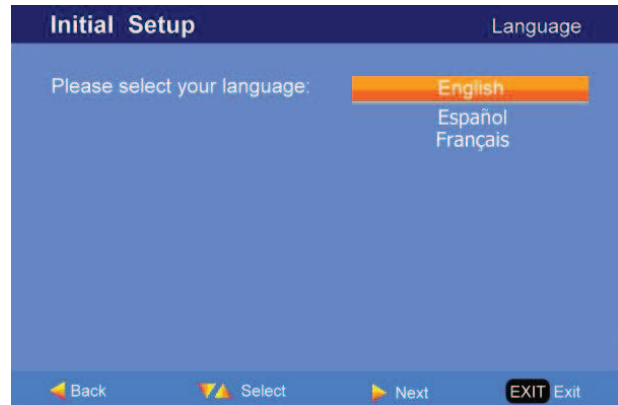 Initial Setup Language
Please select your language: English
Español
Français
Back Select Next EXIT Exit